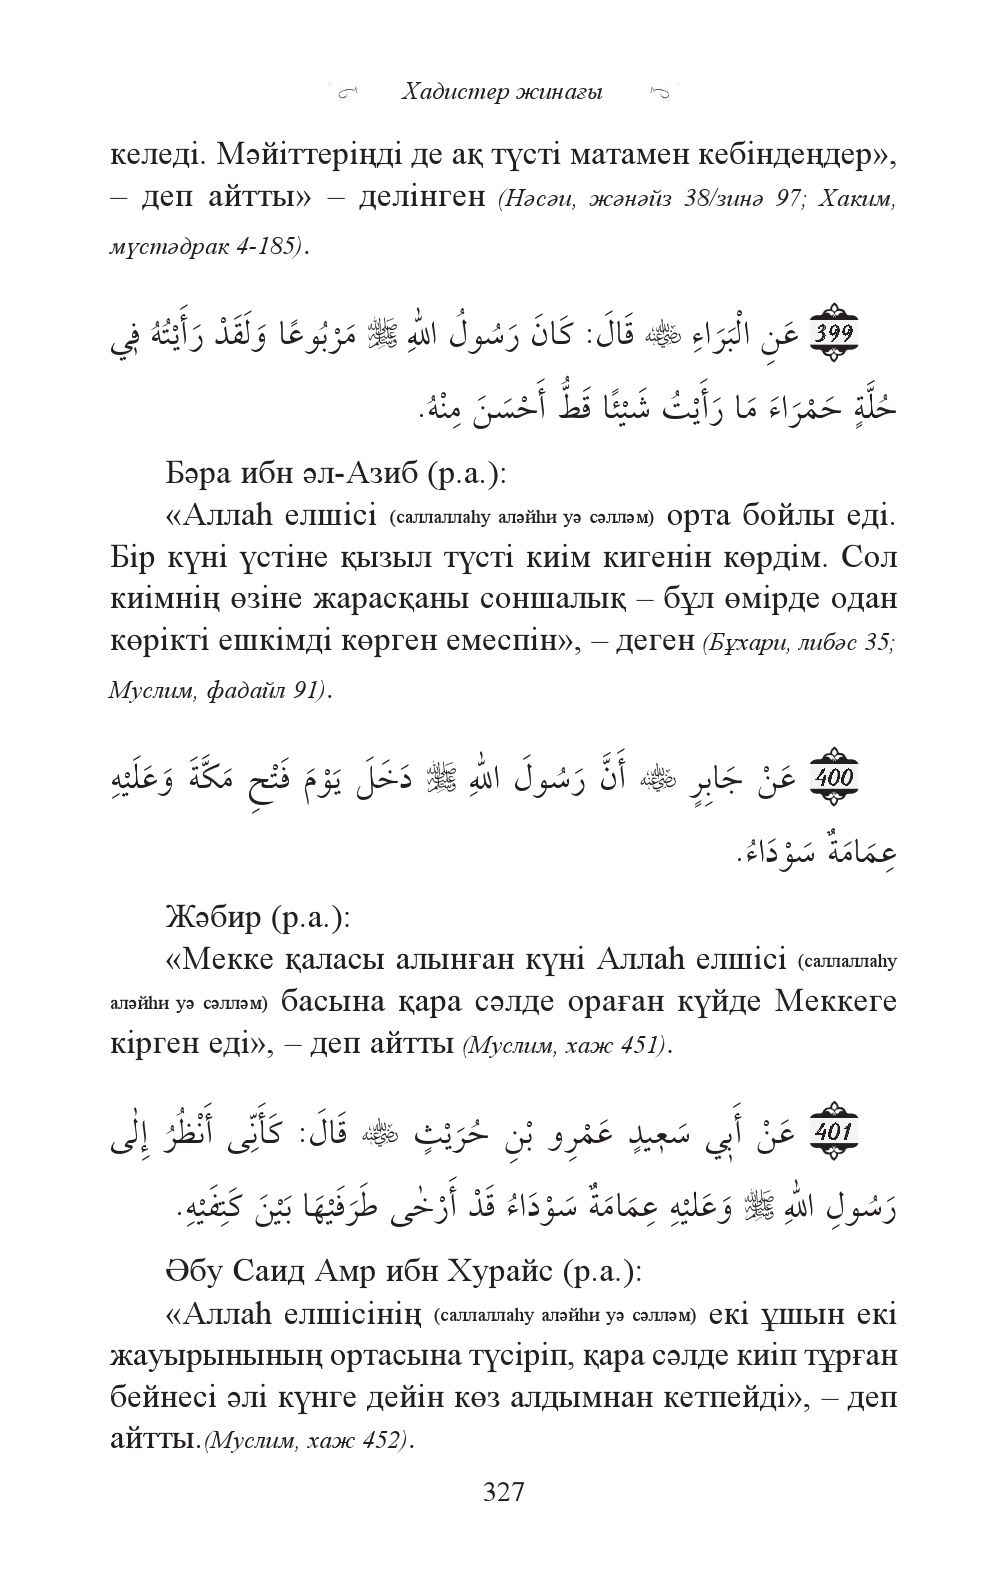 Хадистер жинағы
келеді. Мәйіттеріңді де ақ түсті матамен кебіндеңдер»,
– деп айтты» – делінген (Нәсәи, жәнәйз 38/зинә 97; Хаким,
мүстәдрак 4-185).
399 عَنِ الْبَرَاءِ ﵁ قَالَ: كَانَ رَسُولُ اللهِ ﷺ مَرْبُوعًا وَلَقَدْ رَأَيْتُهُ فِي
حُلَّةٍ حَمْرَاءَ مَا رَأَيْتُ شَيْئًا قَطُّ أَحْسَنَ مِنْهُ.
Бәра ибн әл-Азиб (р.а.):
«Аллаһ елшісі (саллаллаһу аләйһи уә сәлләм) орта бойлы еді.
Бір күні үстіне қызыл түсті киім кигенін көрдім. Сол
киімнің өзіне жарасқаны соншалық – бұл өмірде одан
көрікті ешкімді көрген емеспін», – деген (Бұхари, либәс 35;
Муслим, фадайл 91).
400 عَنْ جَابِرٍ ﵁ أَنَّ رَسُولَ اللهِ ﷺ دَخَلَ يَوْمَ فَتْحِ مَكَّةَ وَعَلَيْهِ
عِمَامَةٌ سَوْدَاءُ.
Жәбир (р.а.):
«Мекке қаласы алынған күні Аллаһ елшісі (саллаллаһу
аләйһи уә сәлләм) басына қара сәлде ораған күйде Меккеге
кірген еді», – деп айтты (Муслим, хаж 451).
401 عَنْ أَبِي سَعِيدٍ عَمْرِو بْنِ حُرَيْثٍ ﵁ قَالَ: كَأَنِّى أَنْظُرُ إِلٰى
رَسُولِ اللهِ ﷺ وَعَليْهِ عِمَامَةٌ سَوْدَاءُ قَدْ أَرْخٰى طَرَفَيْهَا بَيْنَ كَتِفَيْهِ.
Әбу Саид Амр ибн Хурайс (р.а.):
«Аллаһ елшісінің (саллаллаһу аләйһи уә сәлләм) екі ұшын екі
жауырынының ортасына түсіріп, қара сәлде киіп тұрған
бейнесі әлі күнге дейін көз алдымнан кетпейді», – деп
айтты.(Муслим, хаж 452).
327